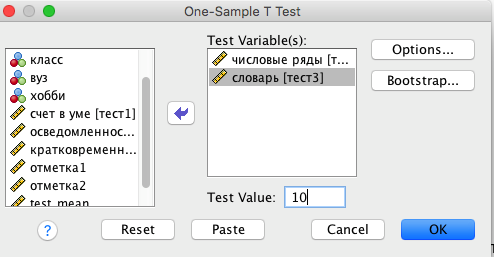 One-Sample T Test
класс
вуз
хобби
счет в уме [тест1]
осведомленнос...
кратковременн...
отметка1
отметка2
test_mean
Test Variable(s):
числовые ряды [т...
словарь [тест3]
Test Value: 10
Options...
Bootstrap...
?
Reset
Paste
Cancel
OK